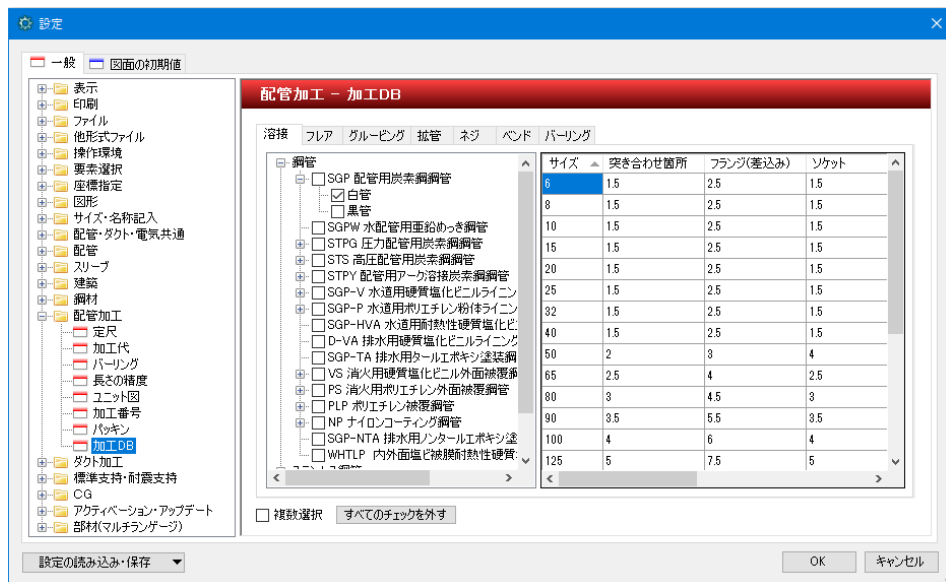 設定
一般
図面の初期値
表示
印刷
ファイル
他形式ファイル
操作環境
要素選択
座標指定
図形
サイズ・名称記入
配管・ダクト・電気共通
配管
スリーブ
建築
鋼材
配管加工
定尺
加工代
バーリング
長さの精度
ユニット図
加工番号
パッキン
加工DB
ダクト加工
標準支持・耐震支持
CG
アクティベーション・アップデート
部材(マルチランゲージ)
配管加工 - 加工DB
溶接 フレア グルービング 拡管 ネジ ベンド バーリング
鋼管
SGP 配管用炭素鋼鋼管
白管
黒管
SGPW 水配管用亜鉛めっき鋼管
STPG 圧力配管用炭素鋼鋼管
STS 高圧配管用炭素鋼鋼管
STPY 配管用アーク溶接炭素鋼鋼管
SGP-V 水道用硬質塩化ビニルライニン
SGP-P 水道用ポリエチレン粉体ライニン
SGP-HVA 水道用耐熱性硬質塩化ビ
D-VA 排水用硬質塩化ビニルライニング
SGP-TA 排水用タールエポキシ塗装鋼
VS 消火用硬質塩化ビニル外面被覆鋼
PS 消火用ポリエチレン外面被覆鋼管
PLP ポリエチレン被覆鋼管
NP ナイロンコーティング鋼管
SGP-NTA 排水用ノンタールエポキシ塗
WHTLP 内外面塩ビ被膜耐熱性硬質
サイズ 突き合わせ箇所 フランジ(差込み) ソケット
6 1.5 2.5 1.5
8 1.5 2.5 1.5
10 1.5 2.5 1.5
15 1.5 2.5 1.5
20 1.5 2.5 1.5
25 1.5 2.5 1.5
32 1.5 2.5 1.5
40 1.5 2.5 1.5
50 2 3 4
65 2.5 4 2.5
80 3 4.5 3
90 3.5 5.5 3.5
100 4 6 4
125 5 7.5 5
複数選択 すべてのチェックを外す
設定の読み込み・保存 OK キャンセル